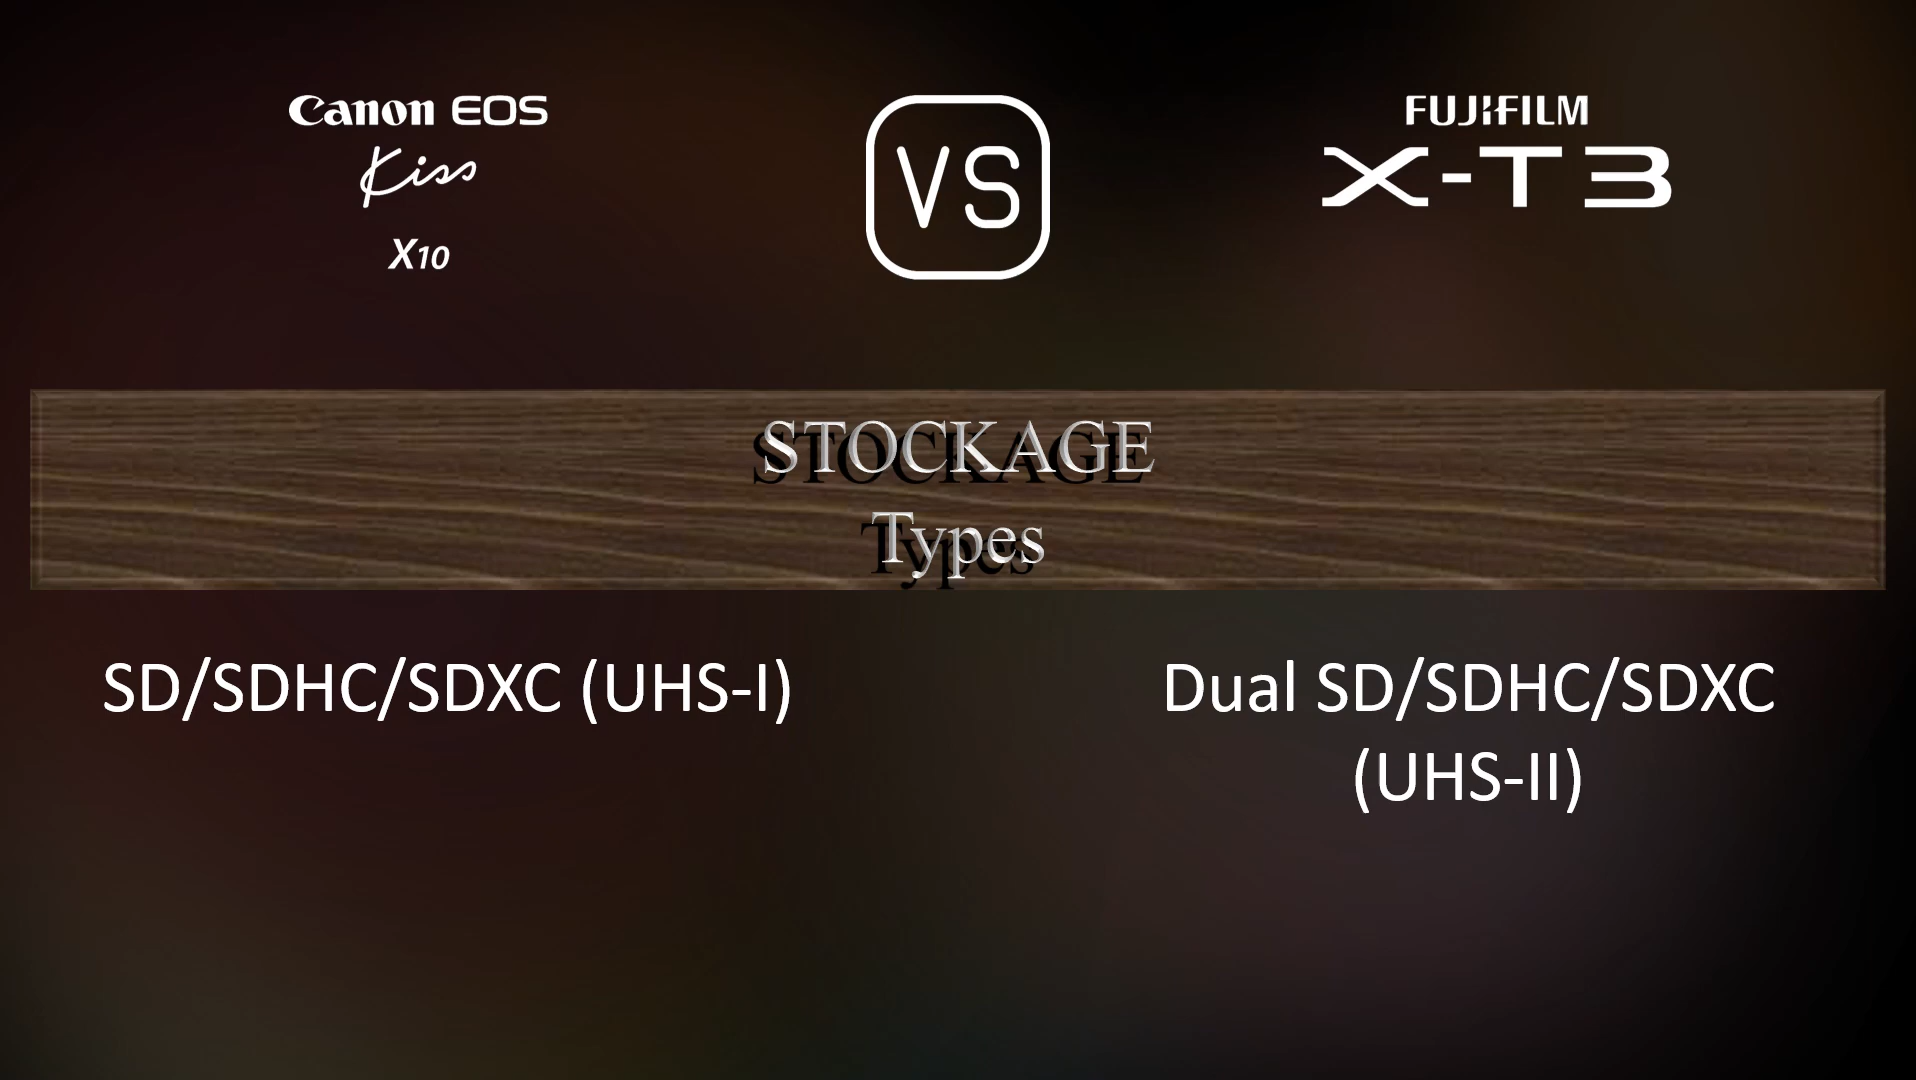 Canon EOS
Kiss
X10
VS
FUJIFILM
X-T3
STOCKAGE
Types
SD/SDHC/SDXC (UHS-I)
Dual SD/SDHC/SDXC
(UHS-II)